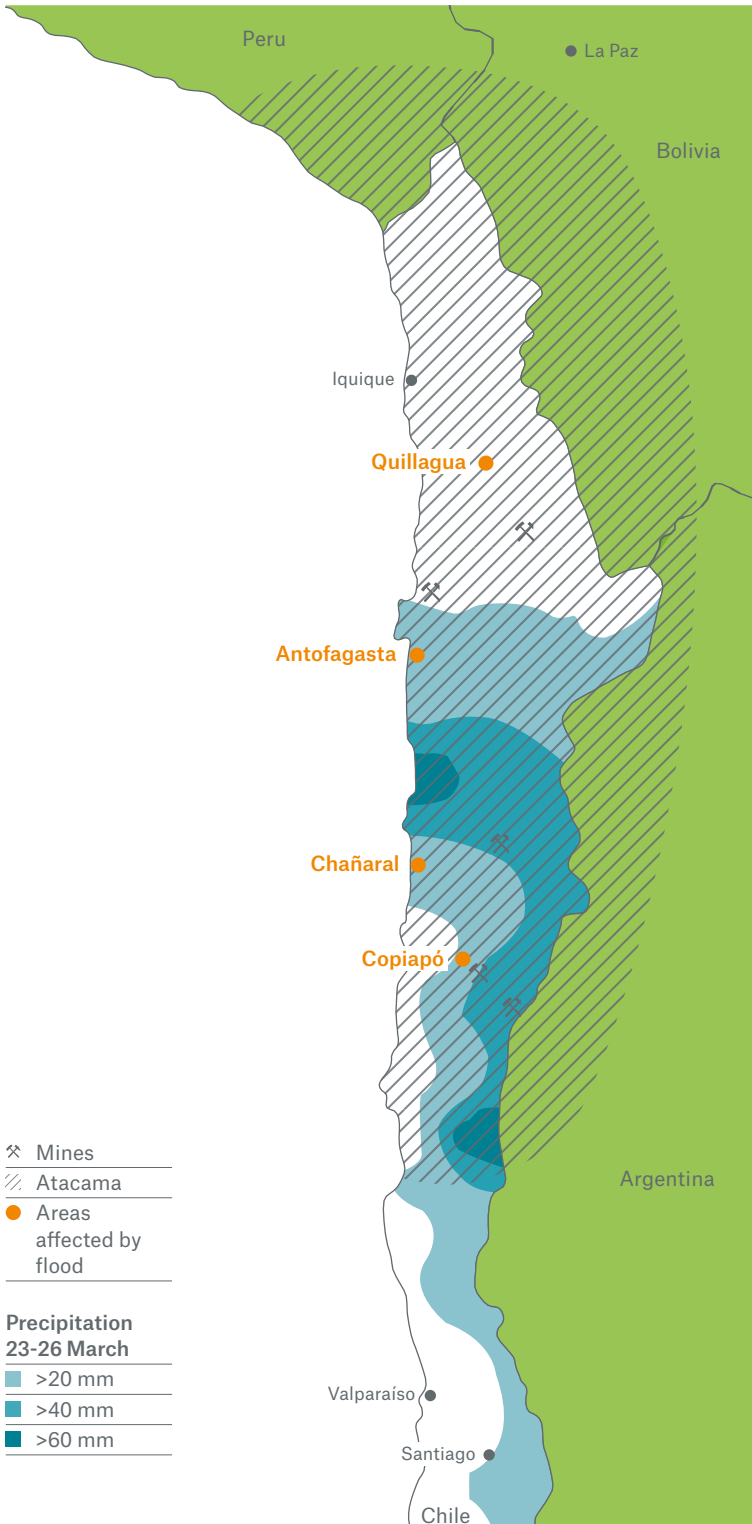 Peru
La Paz
Bolivia
Iquique
Quillagua
Antofagasta
Chañaral
Copiapó
Argentina
Valparaíso
Santiago
Chile
Mines
Atacama
Areas
affected by
flood
Precipitation
23-26 March
>20 mm
>40 mm
>60 mm